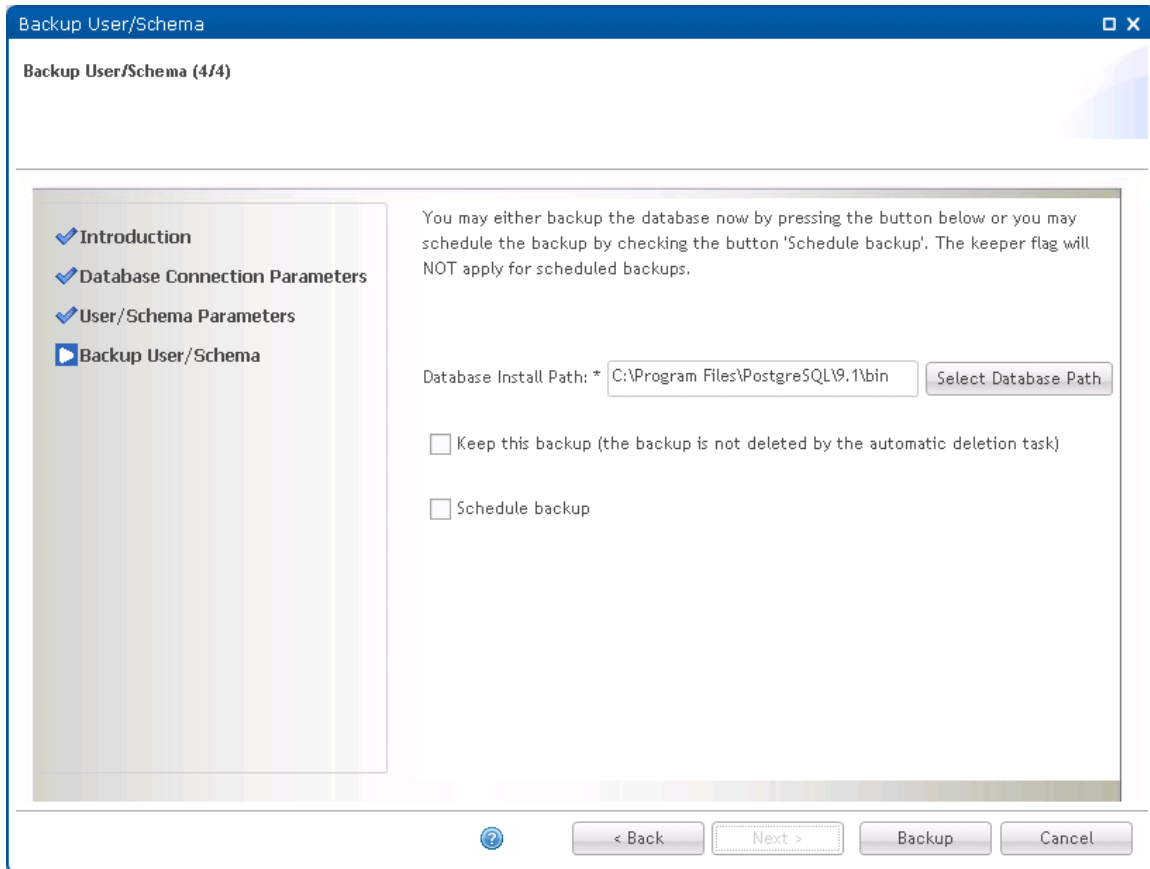 Backup User/Schema
Backup User/Schema (4/4)
Introduction
Database Connection Parameters
User/Schema Parameters
Backup User/Schema
You may either backup the database now by pressing the button below or you may
schedule the backup by checking the button 'Schedule backup'. The keeper flag will
NOT apply for scheduled backups.
Database Install Path: * C:\Program Files\PostgreSQL\9.1\bin Select Database Path
Keep this backup (the backup is not deleted by the automatic deletion task)
Schedule backup
? < Back Next > Backup Cancel